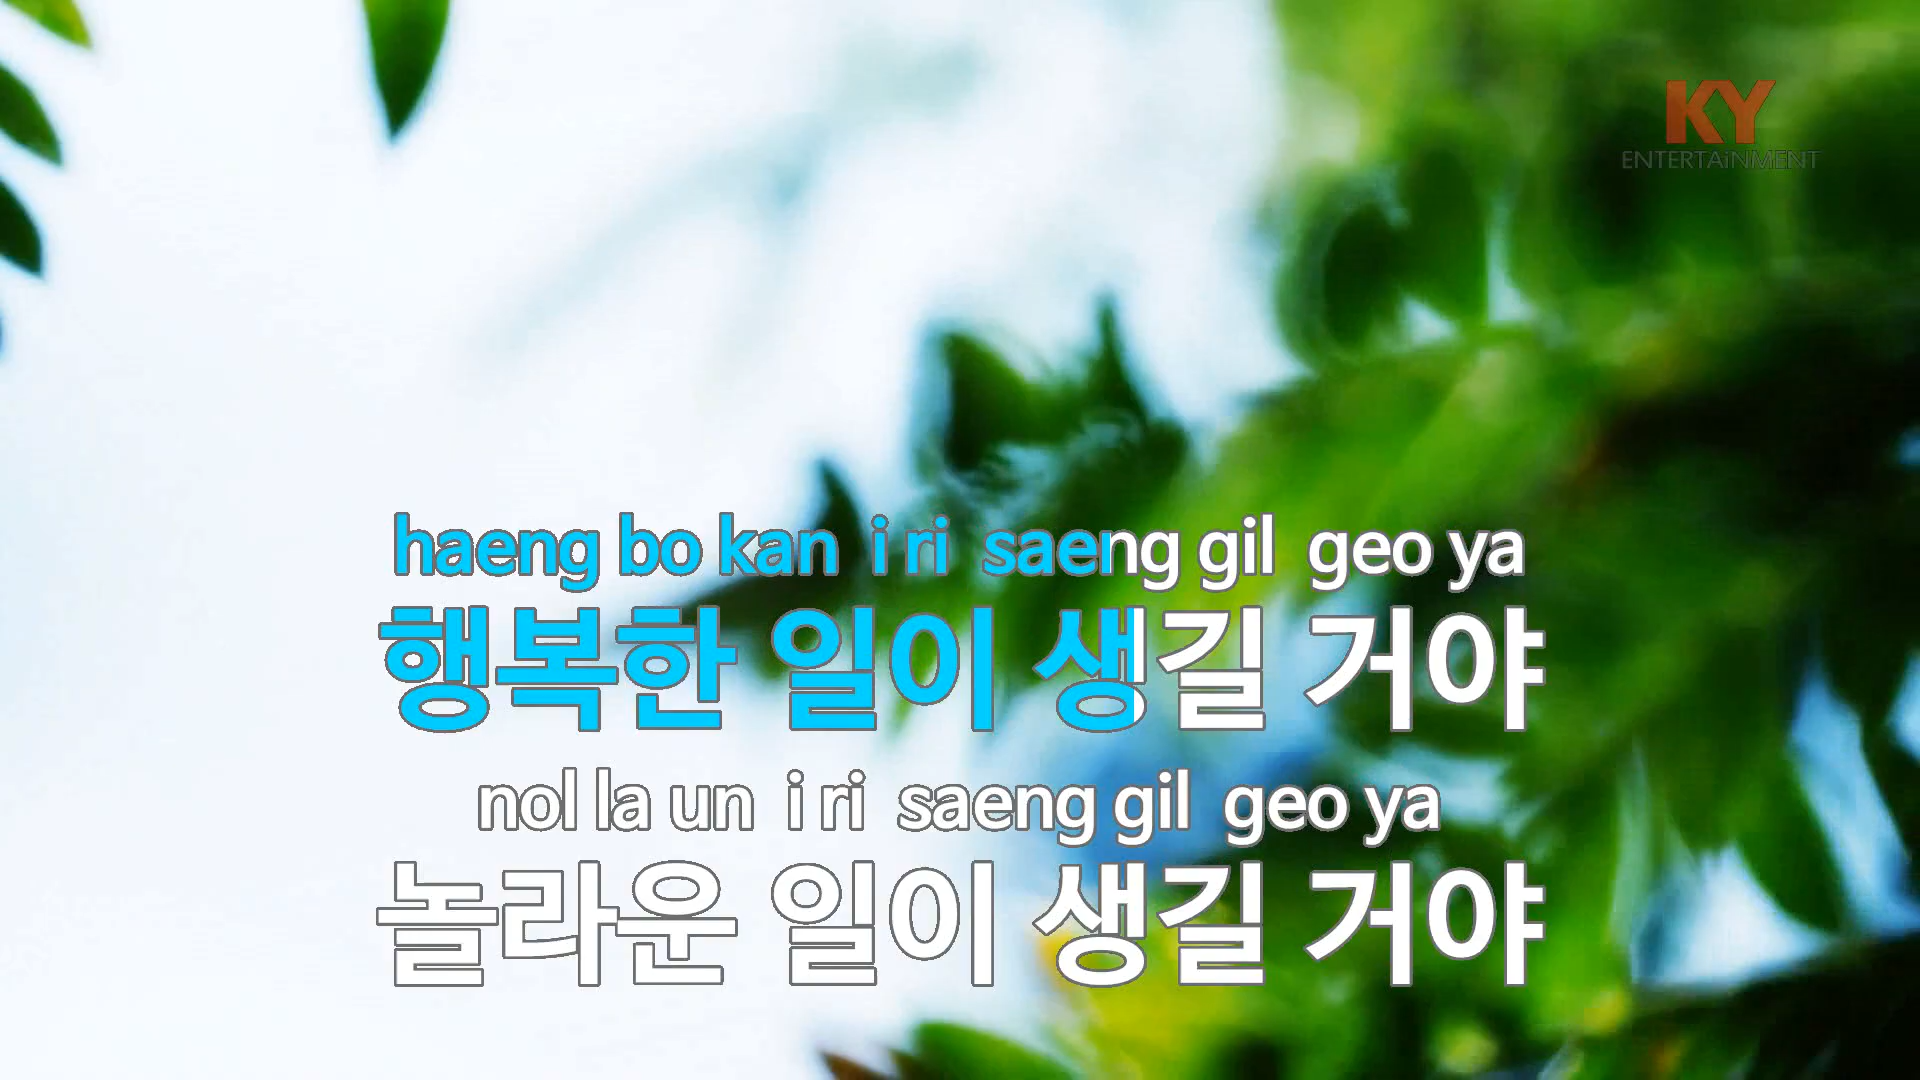 KY
ENTERTAiNMENT
haeng bo kan i ri saeng gil geo ya
행복한 일이 생길 거야
nol la un i ri saeng gil geo ya
놀라운 일이 생길 거야